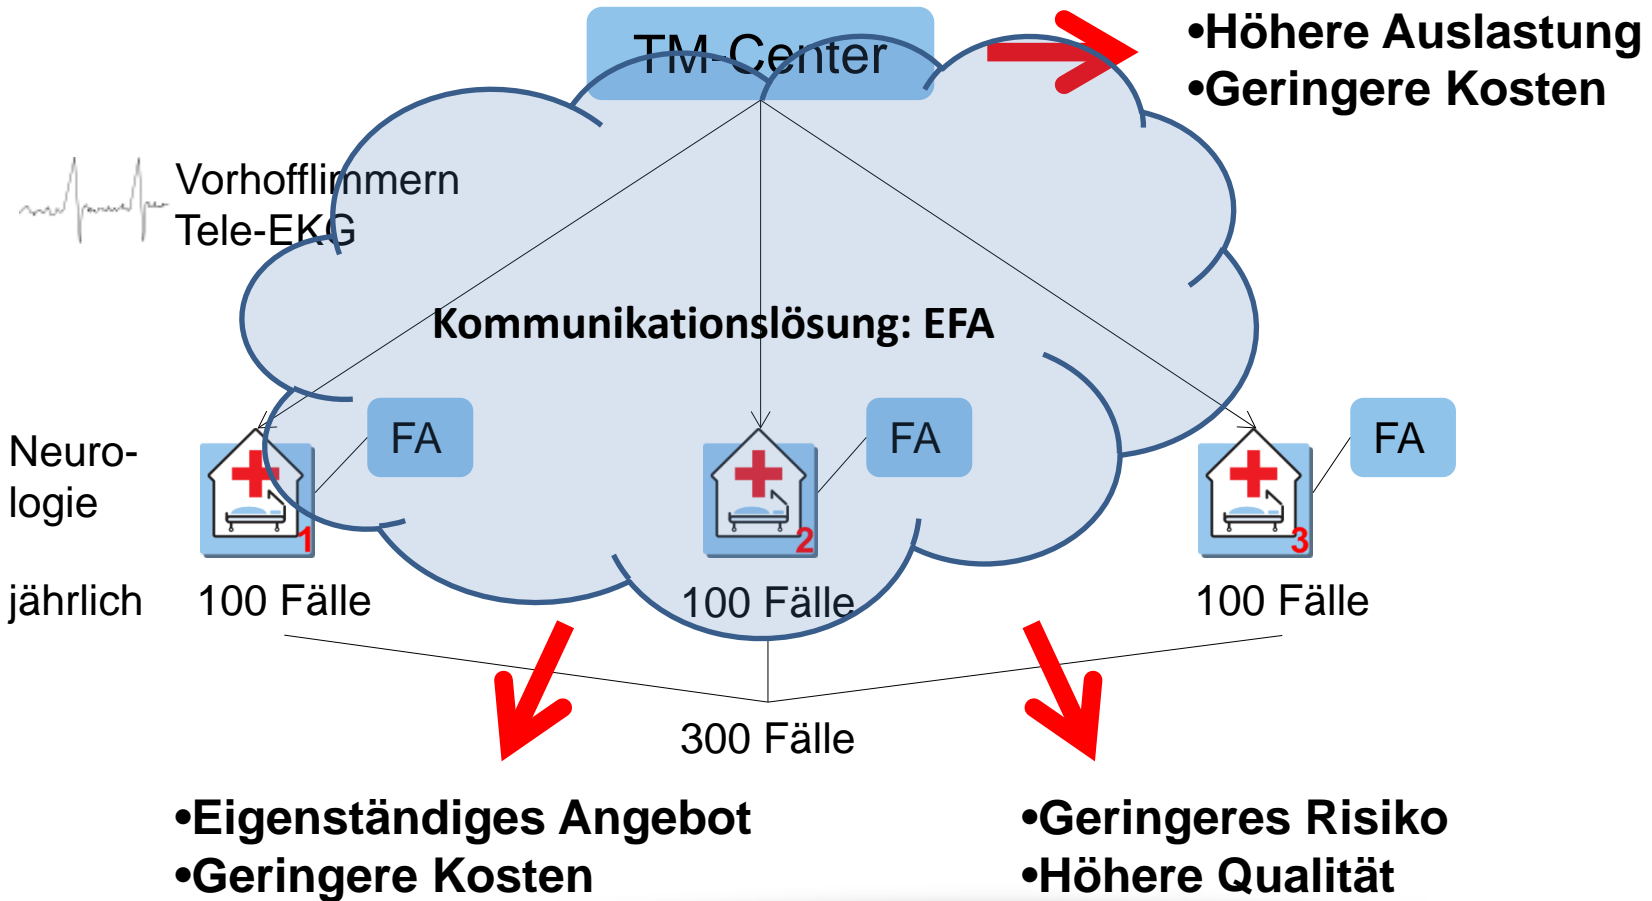 TM-Center
•Höhere Auslastung
•Geringere Kosten
Vorhofflimmern
Tele-EKG
Kommunikationslösung: EFA
Neuro-
logie
FA
FA
FA
1
2
3
jährlich
100 Fälle
100 Fälle
100 Fälle
300 Fälle
•Eigenständiges Angebot
•Geringere Kosten
•Geringeres Risiko
•Höhere Qualität